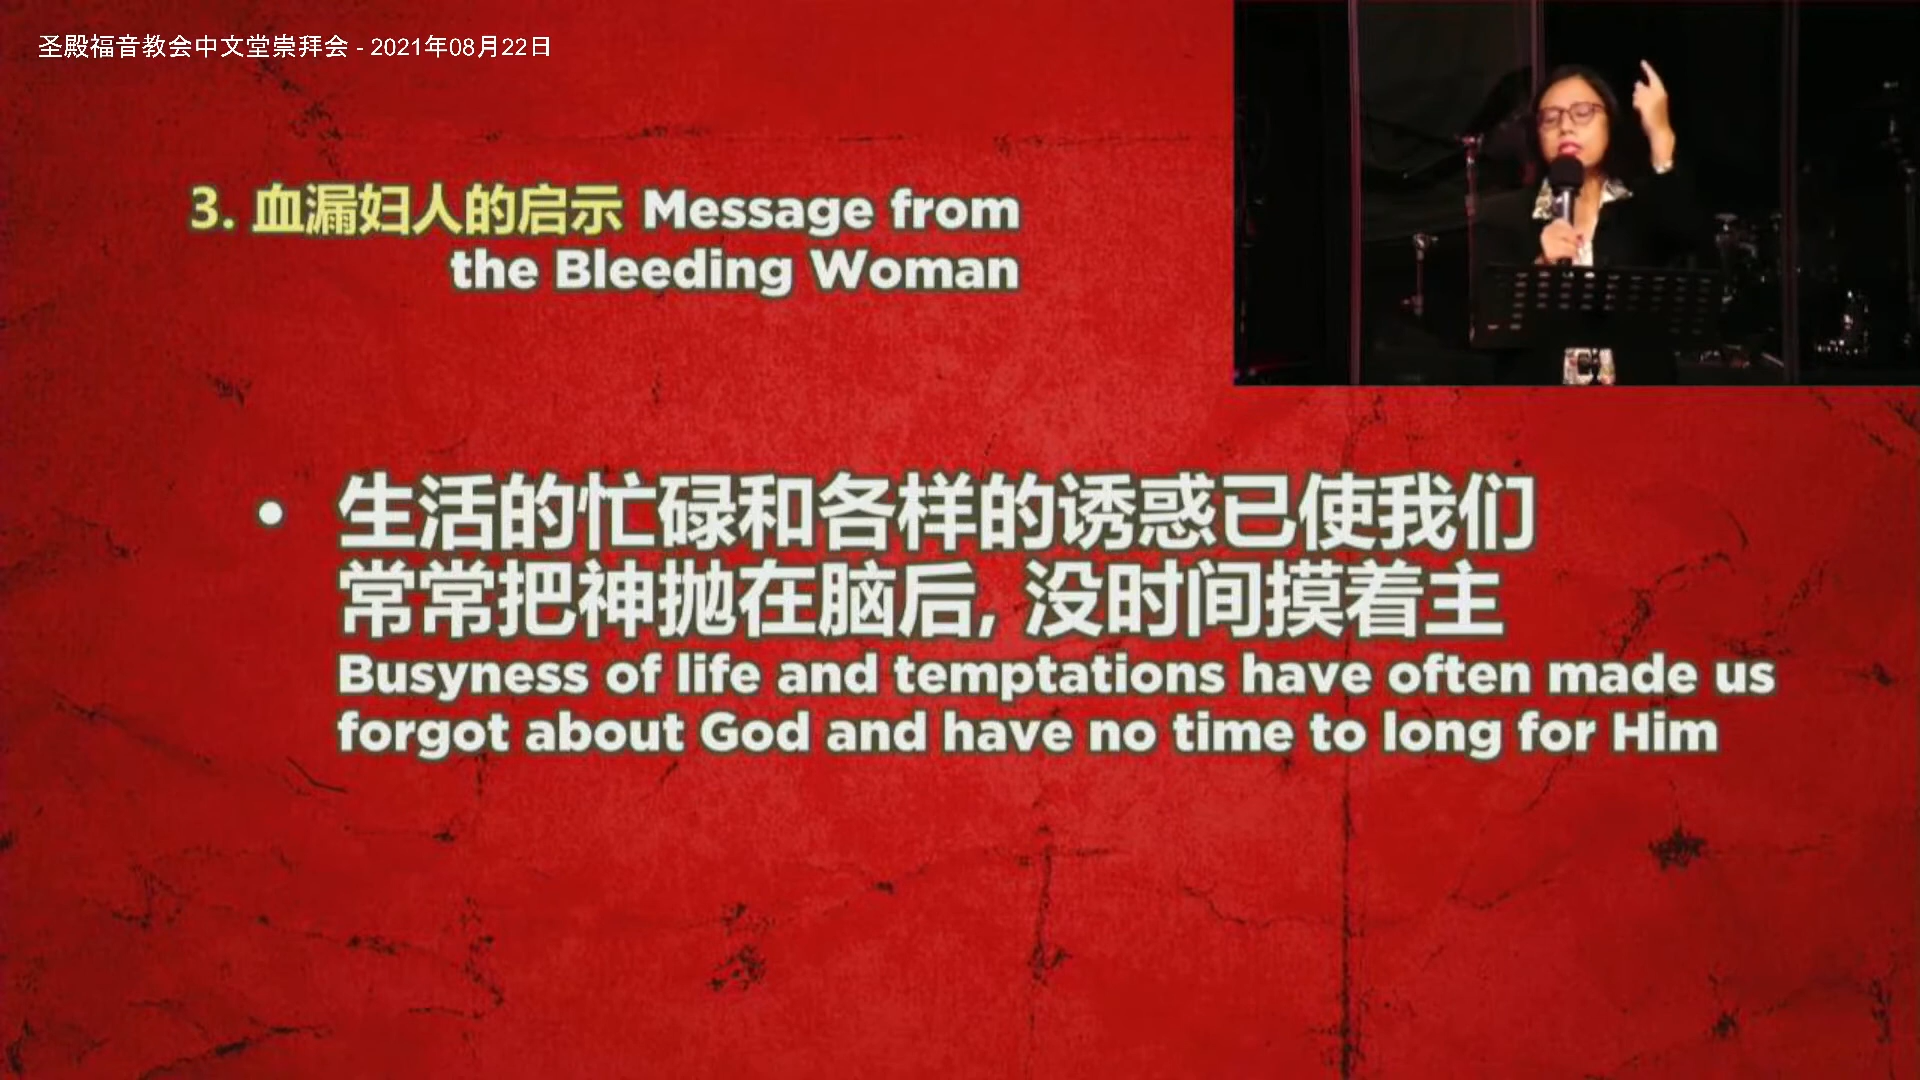 圣殿福音教会中文堂崇拜会 - 2021年08月22日
3. 血漏妇人的启示 Message from
the Bleeding Woman
• 生活的忙碌和各样的诱惑已使我们
常常把神抛在脑后, 没时间摸着主
Busyness of life and temptations have often made us
forgot about God and have no time to long for Him